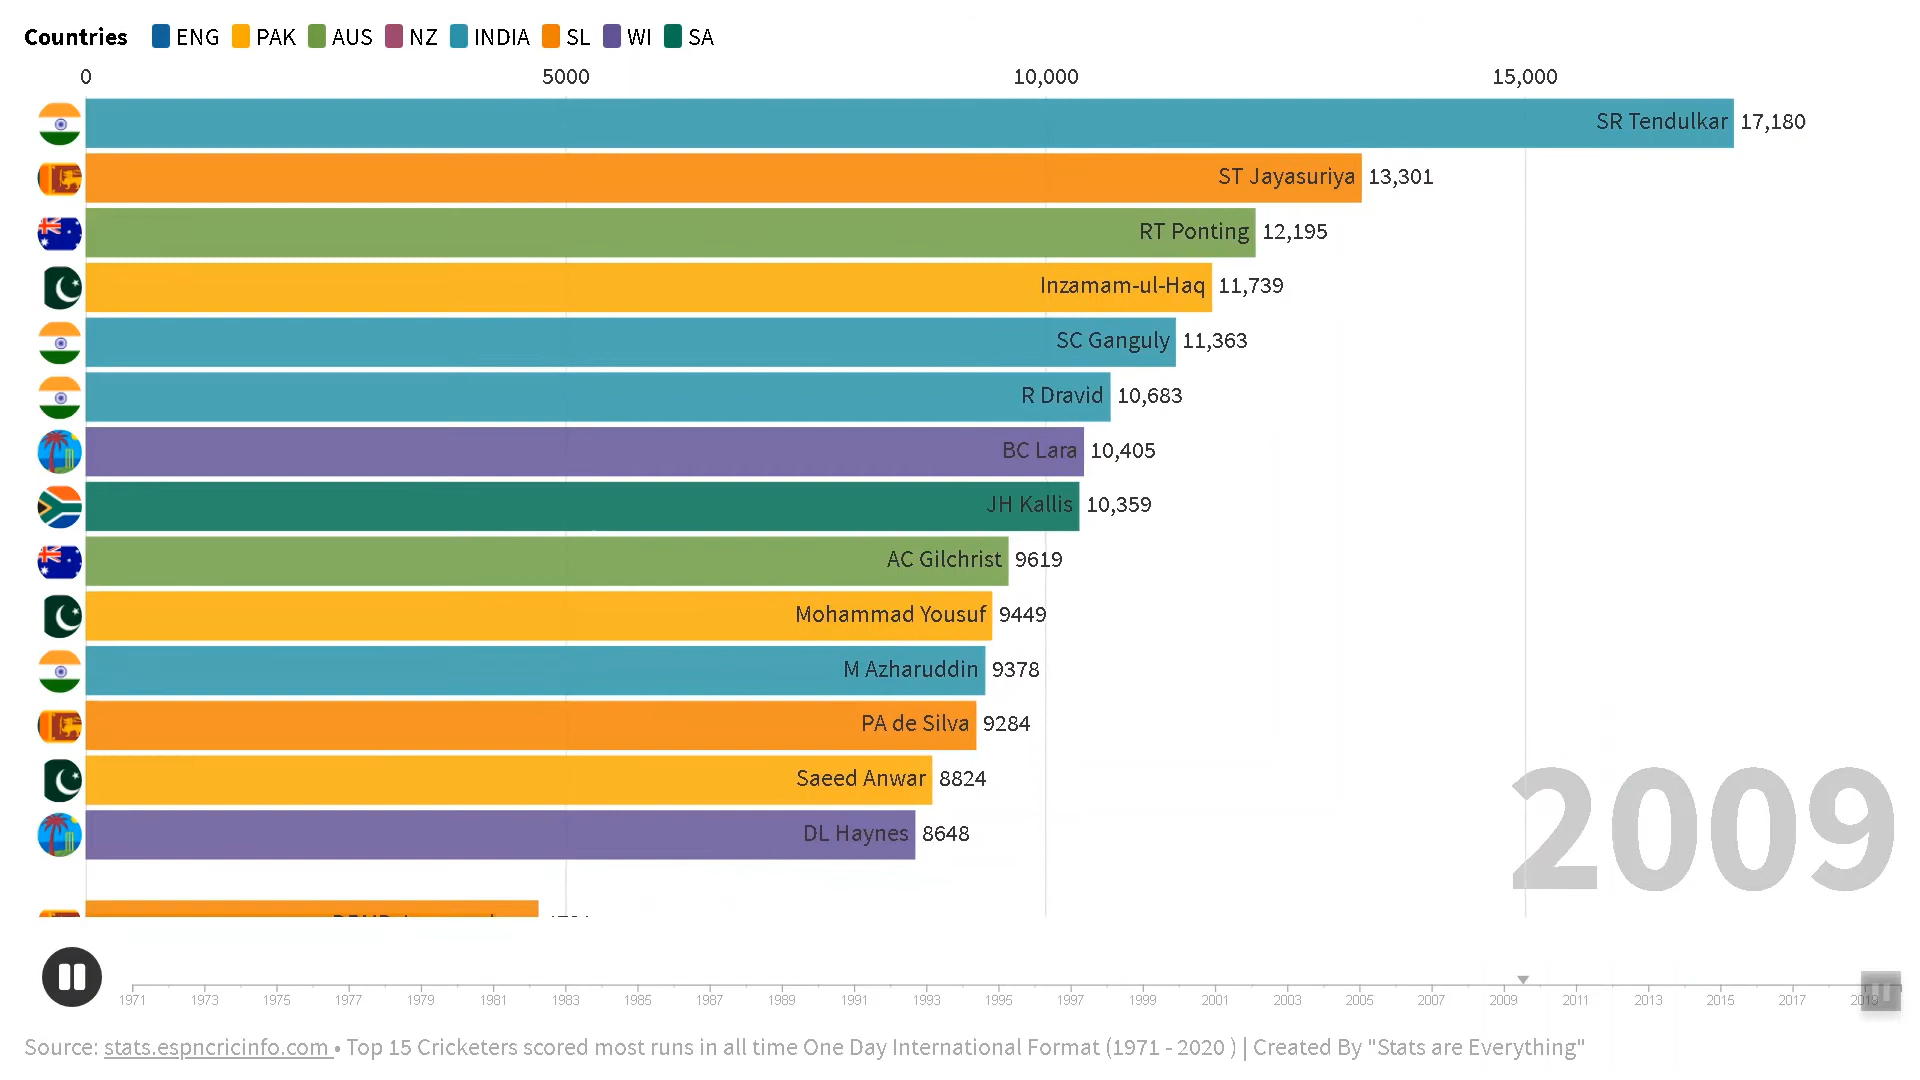 Countries ENG PAK AUS NZ INDIA SL WI SA
0 5000 10,000 15,000
SR Tendulkar 17,180
ST Jayasuriya 13,301
RT Ponting 12,195
Inzamam-ul-Haq 11,739
SC Ganguly 11,363
R Dravid 10,683
BC Lara 10,405
JH Kallis 10,359
AC Gilchrist 9619
Mohammad Yousuf 9449
M Azharuddin 9378
PA de Silva 9284
Saeed Anwar 8824
DL Haynes 8648
2009
1971 1973 1975 1977 1979 1981 1983 1985 1987 1989 1991 1993 1995 1997 1999 2001 2003 2005 2007 2009 2011 2013 2015 2017 2019
Source: stats.espncricinfo.com • Top 15 Cricketers scored most runs in all time One Day International Format (1971 - 2020 ) | Created By "Stats are Everything"